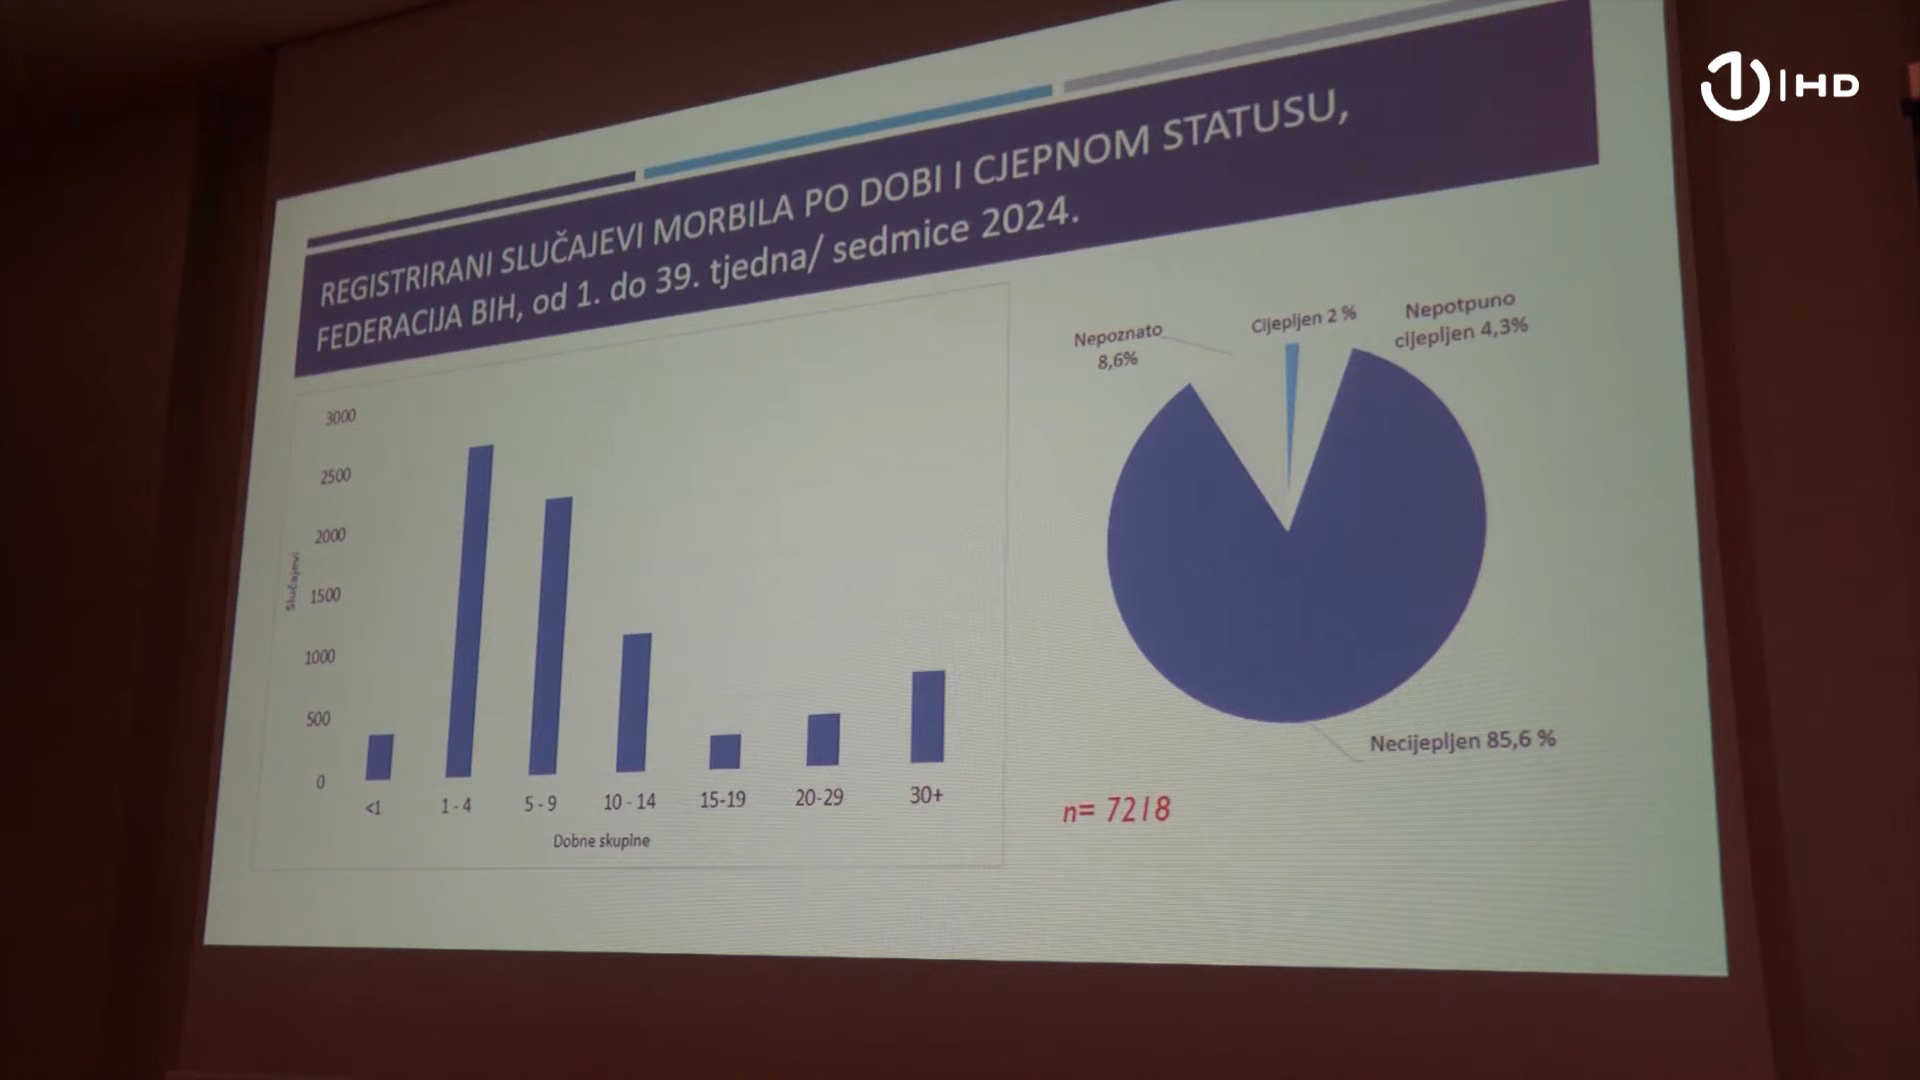 1 HD
REGISTRIRANI SLUČAJEVI MORBILA PO DOBI I CJEPNOM STATUSU,
FEDERACIJA BIH, od 1. do 39. tjedna/ sedmice 2024.
3000
2500
2000
1500
1000
500
0
Slučajevi
<1
1 - 4
5 - 9
10 - 14
15-19
20-29
30+
Dobne skupine
Nepoznato
8,6%
Cijepljen 2 %
Nepotpuno
cijepljen 4,3%
Necijepljen 85,6 %
n= 7218